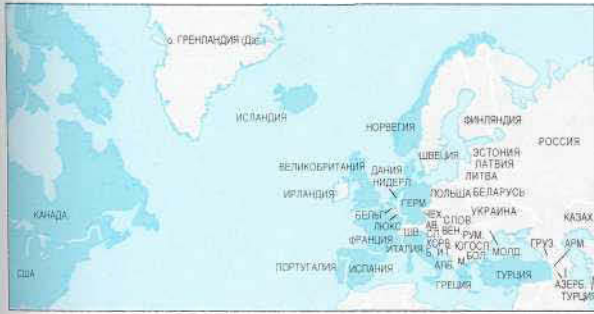 о. ГРЕНЛАНДИЯ (Дат.)
ИСЛАНДИЯ
НОРВЕГИЯ
ФИНЛЯНДИЯ
РОССИЯ
ШВЕЦИЯ
ЭСТОНИЯ
ЛАТВИЯ
ЛИТВА
ВЕЛИКОБРИТАНИЯ
ДАНИЯ
НИДЕРЛ.
ИРЛАНДИЯ
ГЕРМ.
ПОЛЬША
БЕЛАРУСЬ
КАНАДА
БЕЛЬГ.
ЧЕХ.
СЛОВ.
УКРАИНА
КАЗАХ
ЛЮКС.
АВ.
ФРАНЦИЯ
ШВ.
СЛ.
ВЕН.
РУМ.
ИТАЛИЯ
ХОРВ.
ЮГОСЛ.
МОЛД.
ГРУЗ.
АРМ.
Б. И Г.
БОЛ.
США
ПОРТУГАЛИЯ
ИСПАНИЯ
АЛБ.
М.
ТУРЦИЯ
ГРЕЦИЯ
АЗЕРБ.
ТУРЦИЯ